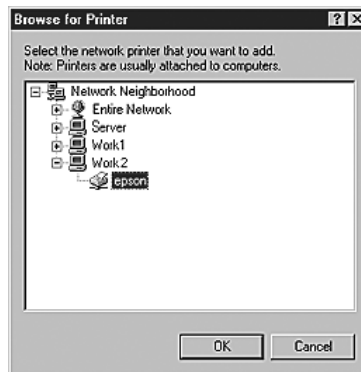 Browse for Printer
Select the network printer that you want to add.
Note: Printers are usually attached to computers.
Network Neighborhood
Entire Network
Server
Work1
Work2
epson
OK
Cancel